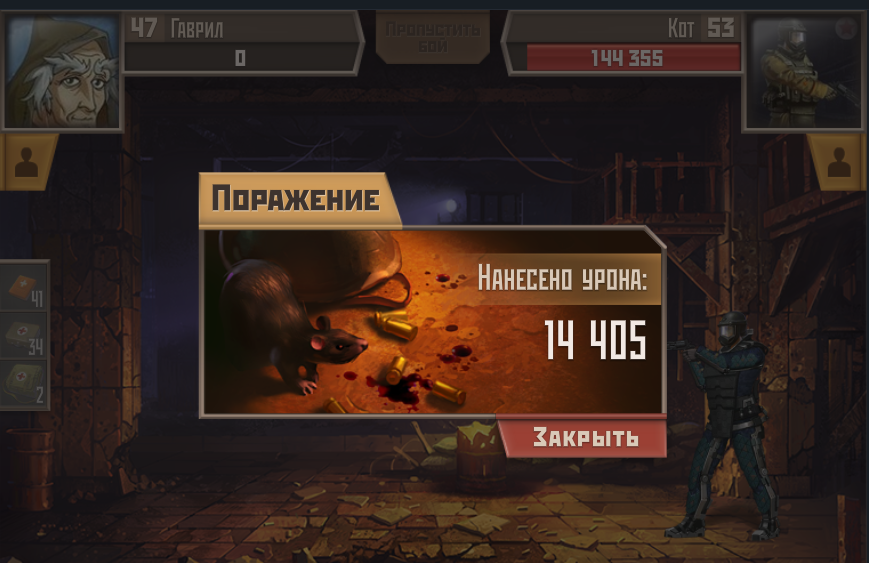 47 Гаврил
0
Пропустить
бой
Кот 53
144 355
Поражение
Нанесено урона:
14 405
Закрыть
41
34
2